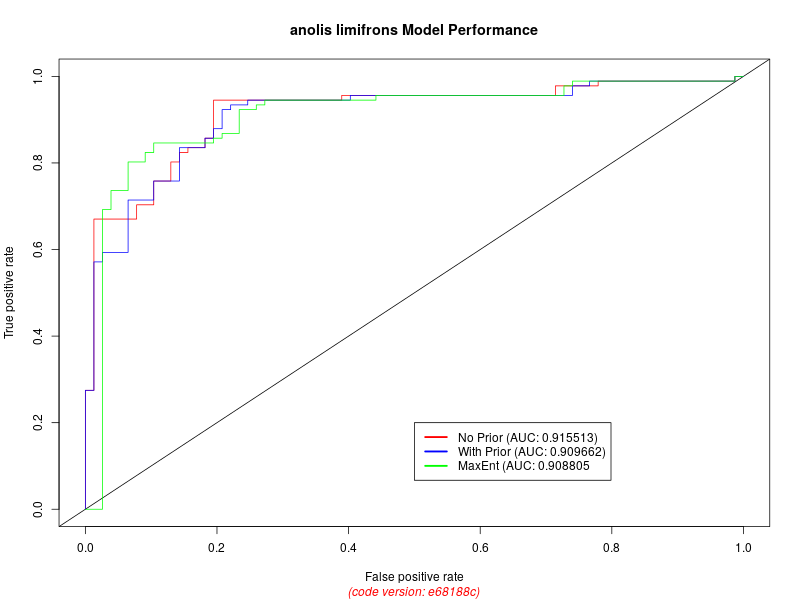 anolis limifrons Model Performance
True positive rate
1.0
0.8
0.6
0.4
0.2
0.0
No Prior (AUC: 0.915513)
With Prior (AUC: 0.909662)
MaxEnt (AUC: 0.908805
0.0 0.2 0.4 0.6 0.8 1.0
False positive rate
(code version: e68188c)